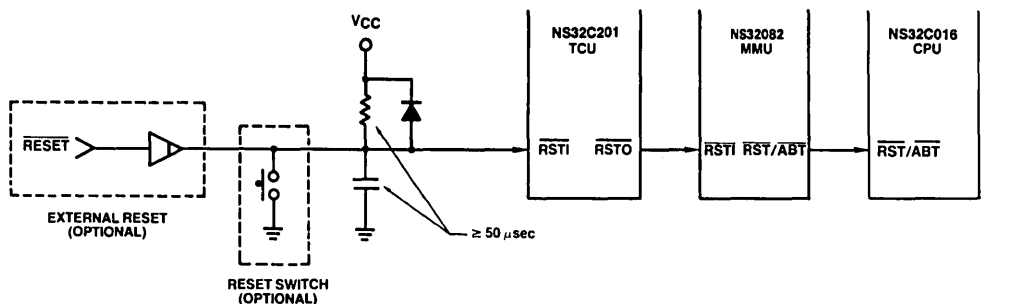 VCC
NS32C201
TCU
NS32082
MMU
NS32C016
CPU
RESET
RSTI RSTO
RSTI RST/ABT
RST/ABT
EXTERNAL RESET
(OPTIONAL)
≥ 50 µsec
RESET SWITCH
(OPTIONAL)